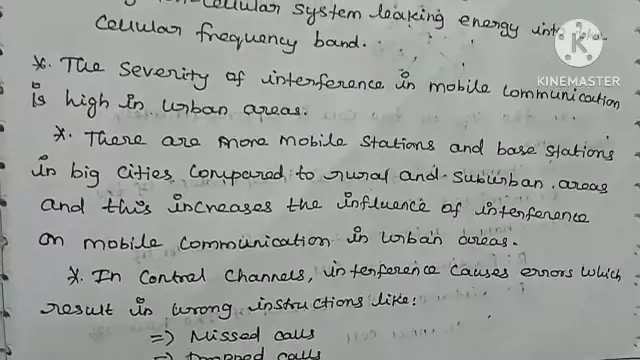 non-cellular system leaking energy into the
cellular frequency band.
*. The severity of interference in mobile communication
is high in urban areas.
*. There are more mobile stations and base stations
in big cities compared to rural and suburban areas
and this increases the influence of interference
on mobile communication in urban areas.
*. In control channels, interference causes errors which
result in wrong instructions like:
=) Missed calls
=) Dropped calls
K
KINEMASTER